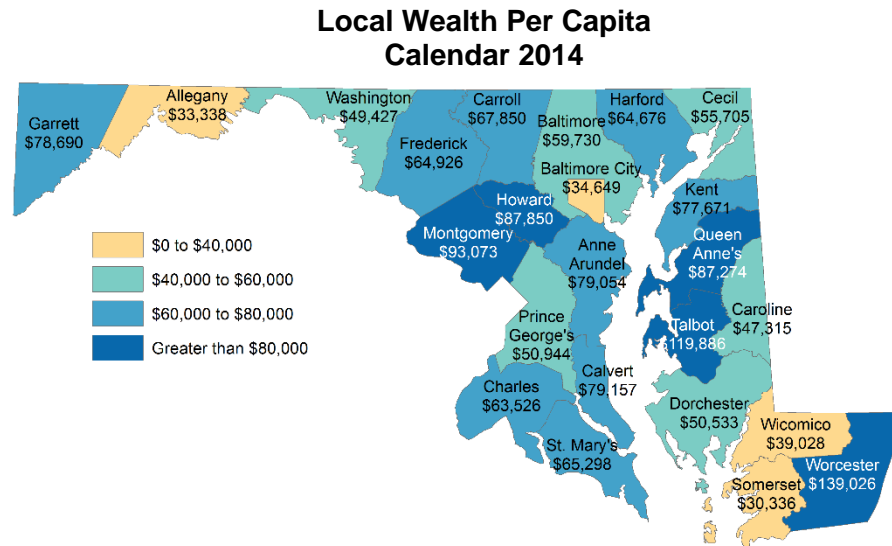 Local Wealth Per Capita
Calendar 2014
Garrett
$78,690
Allegany
$33,338
Washington
$49,427
Frederick
$64,926
Carroll
$67,850
Baltimore
$59,730
Harford
$64,676
Cecil
$55,705
Baltimore City
$34,649
Howard
$87,850
Montgomery
$93,073
Kent
$77,671
Queen
Anne's
$87,274
Anne
Arundel
$79,054
Caroline
$47,315
Talbot
$119,886
Prince
George's
$50,944
Calvert
$79,157
Charles
$63,526
Dorchester
$50,533
St. Mary's
$65,298
Wicomico
$39,028
Worcester
$139,026
Somerset
$30,336
$0 to $40,000
$40,000 to $60,000
$60,000 to $80,000
Greater than $80,000